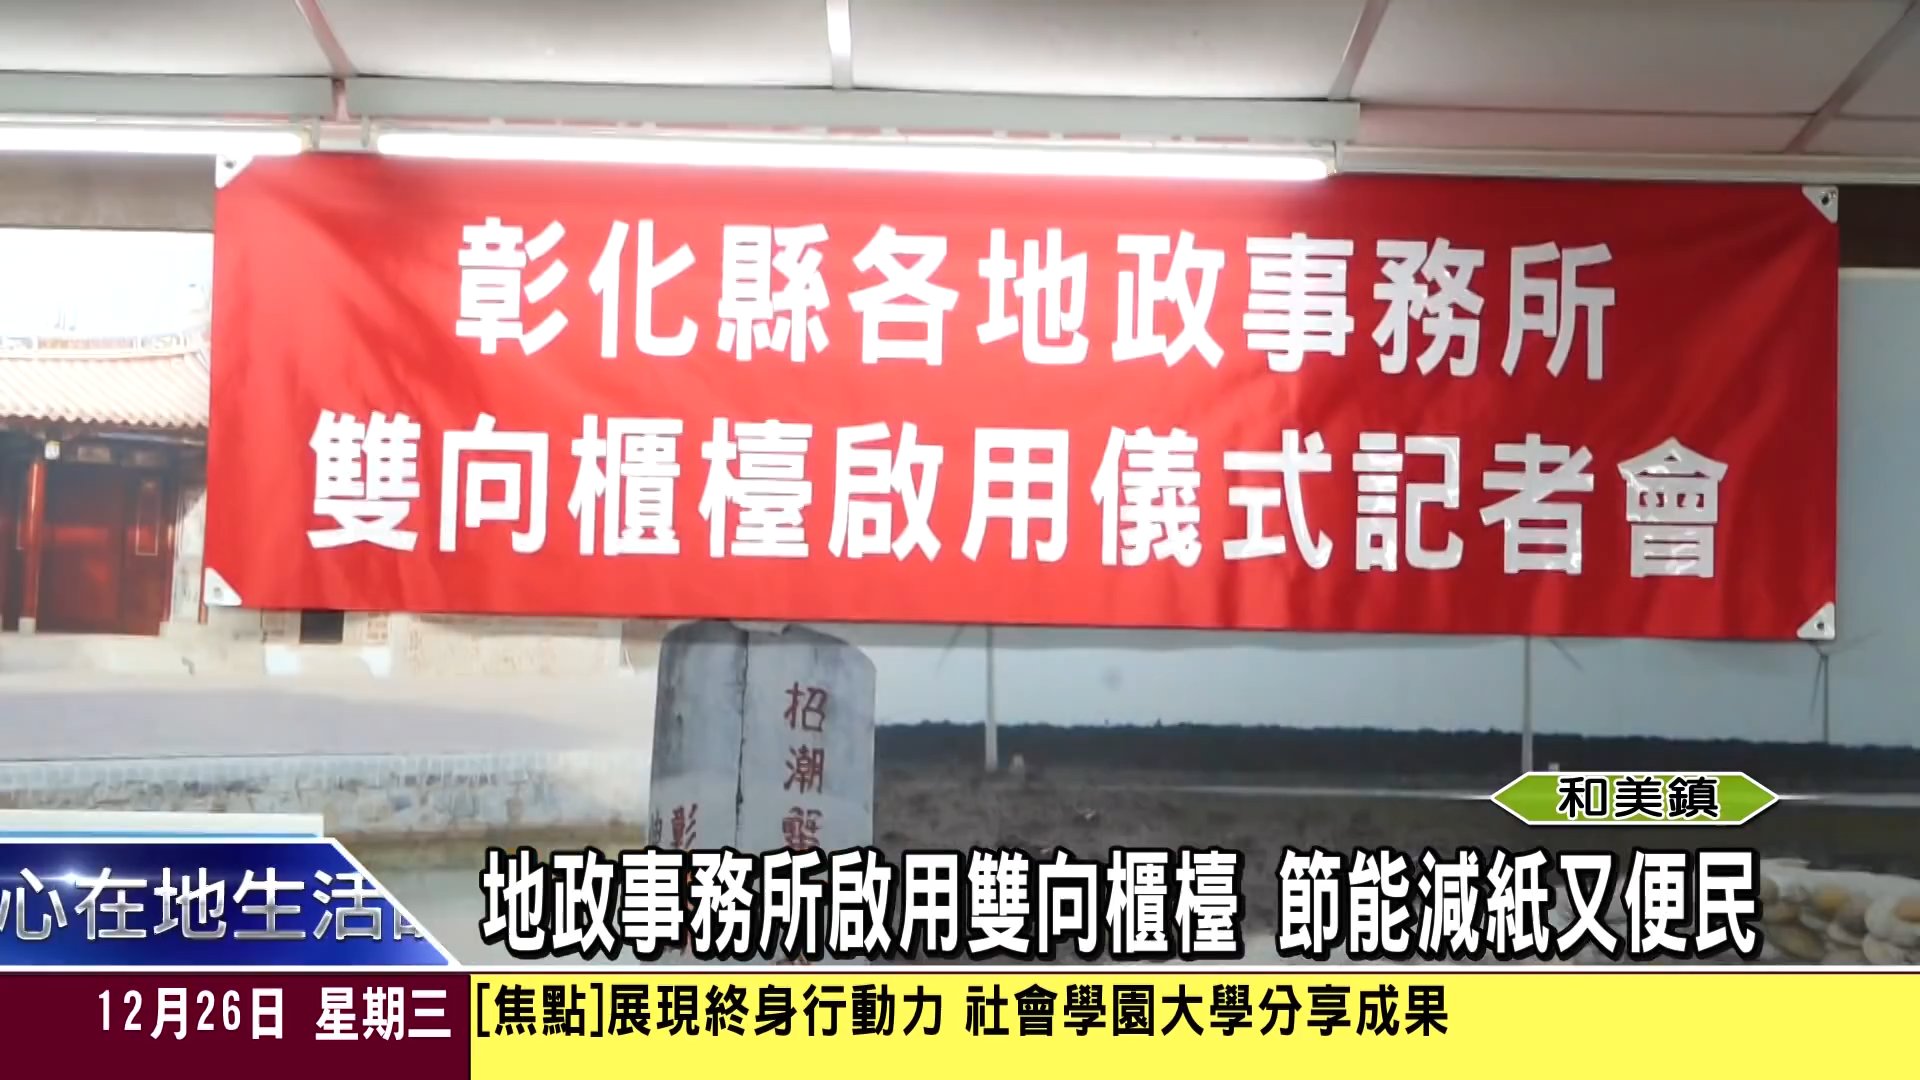 彰化縣各地政事務所
雙向櫃檯啟用儀式記者會
招潮蟹
彰
和美鎮
心在地生活
地政事務所啟用雙向櫃檯 節能減紙又便民
12月26日 星期三
[焦點]展現終身行動力 社會學園大學分享成果